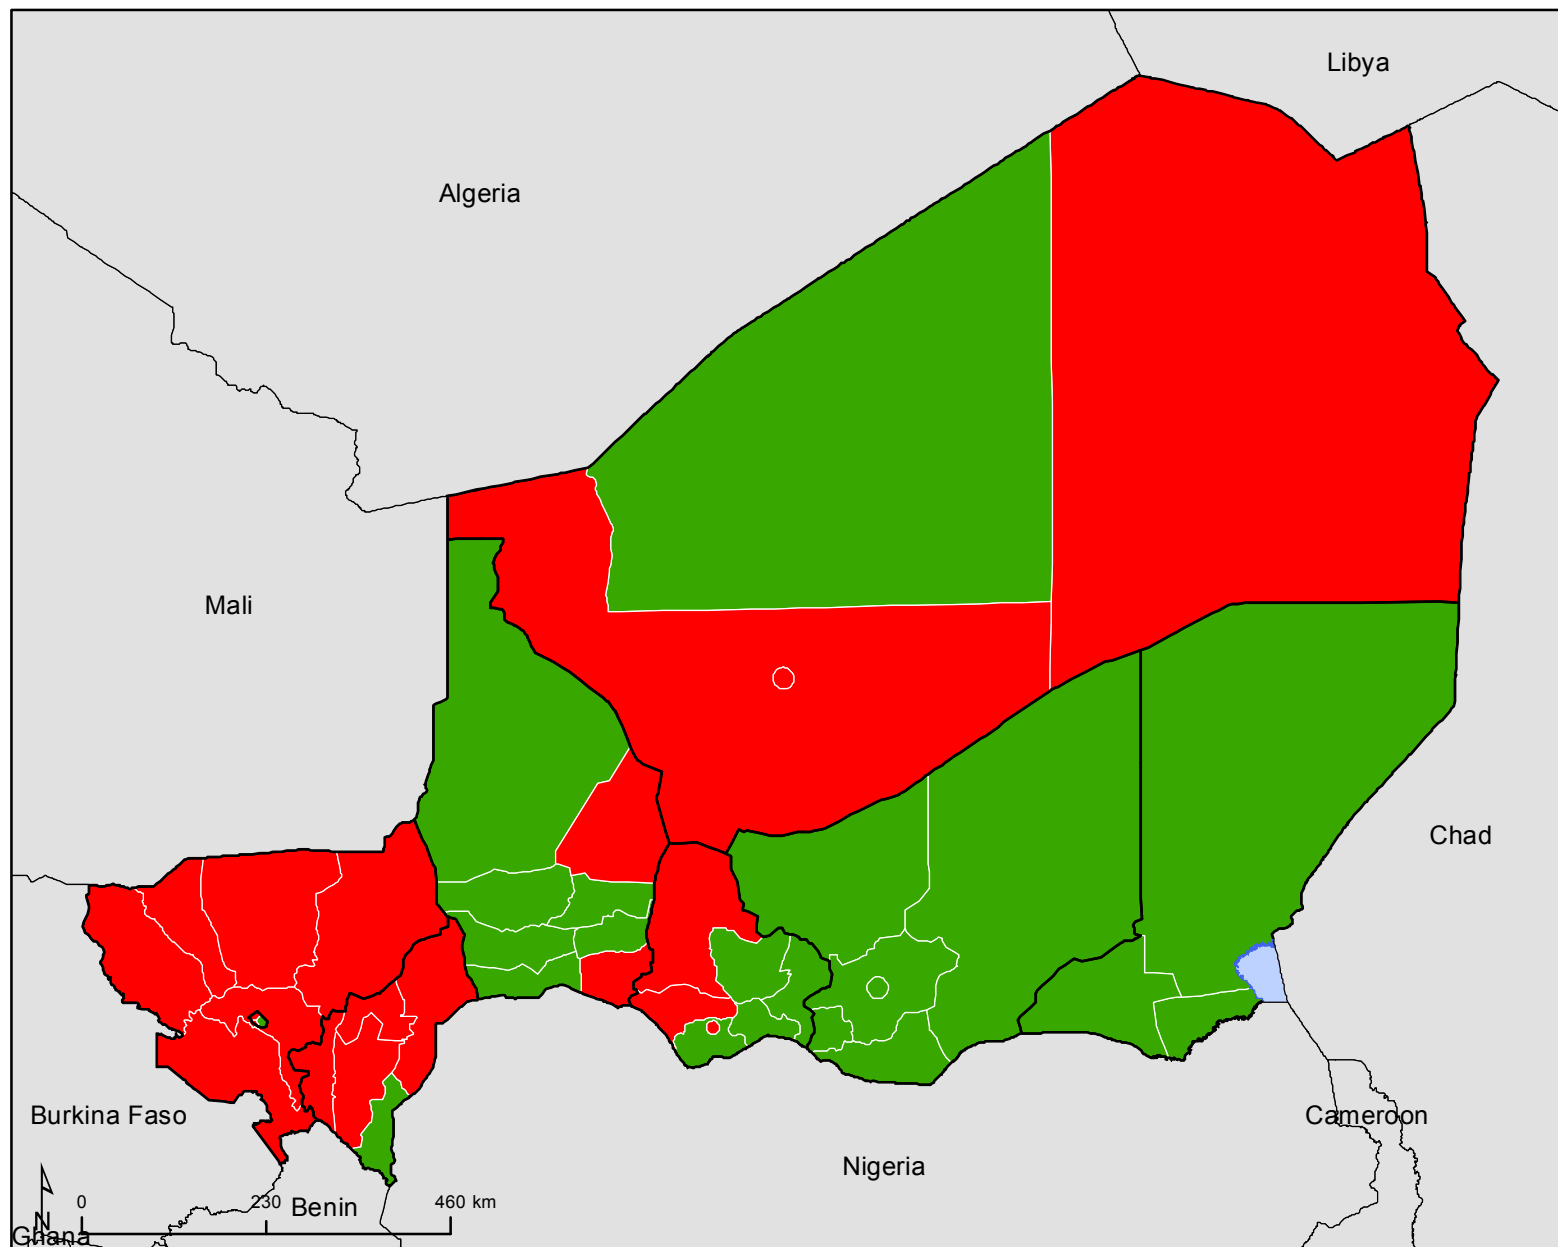 Libya
Algeria
Mali
Chad
Burkina Faso
Cameroon
Nigeria
N
0 230 460 km
Benin
Ghana